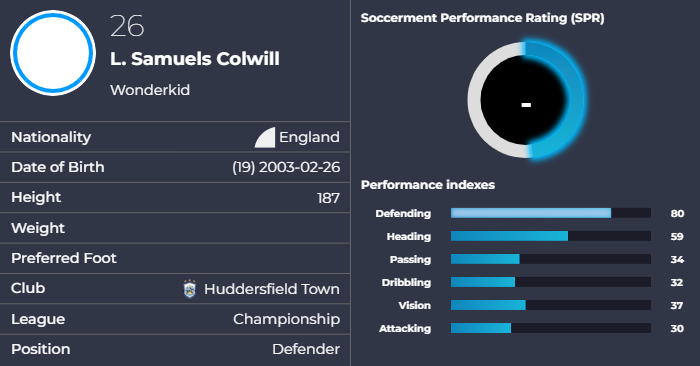 26
L. Samuels Colwill
Wonderkid
Nationality England
Date of Birth (19) 2003-02-26
Height 187
Weight
Preferred Foot
Club Huddersfield Town
League Championship
Position Defender
Soccerment Performance Rating (SPR)
-
Performance indexes
Defending 80
Heading 59
Passing 34
Dribbling 32
Vision 37
Attacking 30